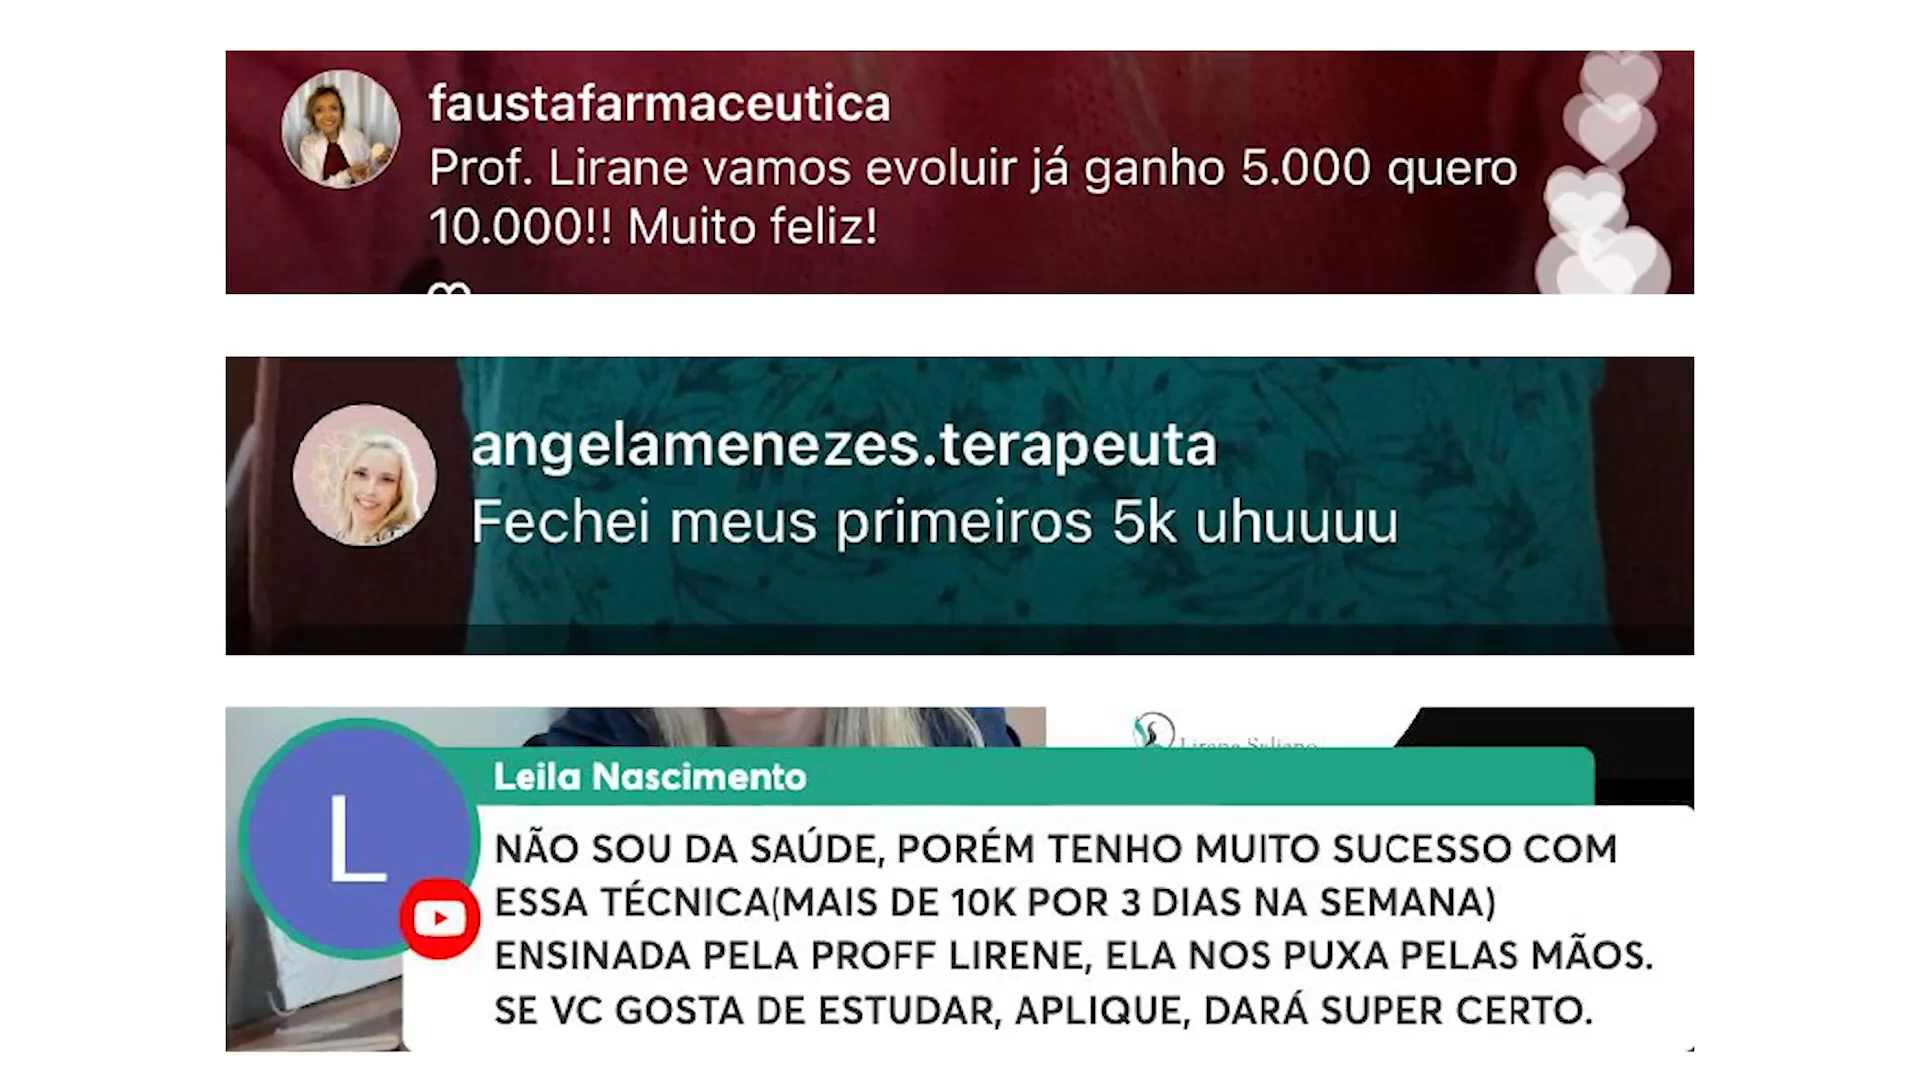 faustafarmaceutica
Prof. Lirane vamos evoluir já ganho 5.000 quero
10.000!! Muito feliz!
angelamenezes.terapeuta
Fechei meus primeiros 5k uhuuuu
Lirane Suliano
Leila Nascimento
L
NÃO SOU DA SAÚDE, PORÉM TENHO MUITO SUCESSO COM
ESSA TÉCNICA(MAIS DE 10K POR 3 DIAS NA SEMANA)
ENSINADA PELA PROFF LIRENE, ELA NOS PUXA PELAS MÃOS.
SE VC GOSTA DE ESTUDAR, APLIQUE, DARÁ SUPER CERTO.